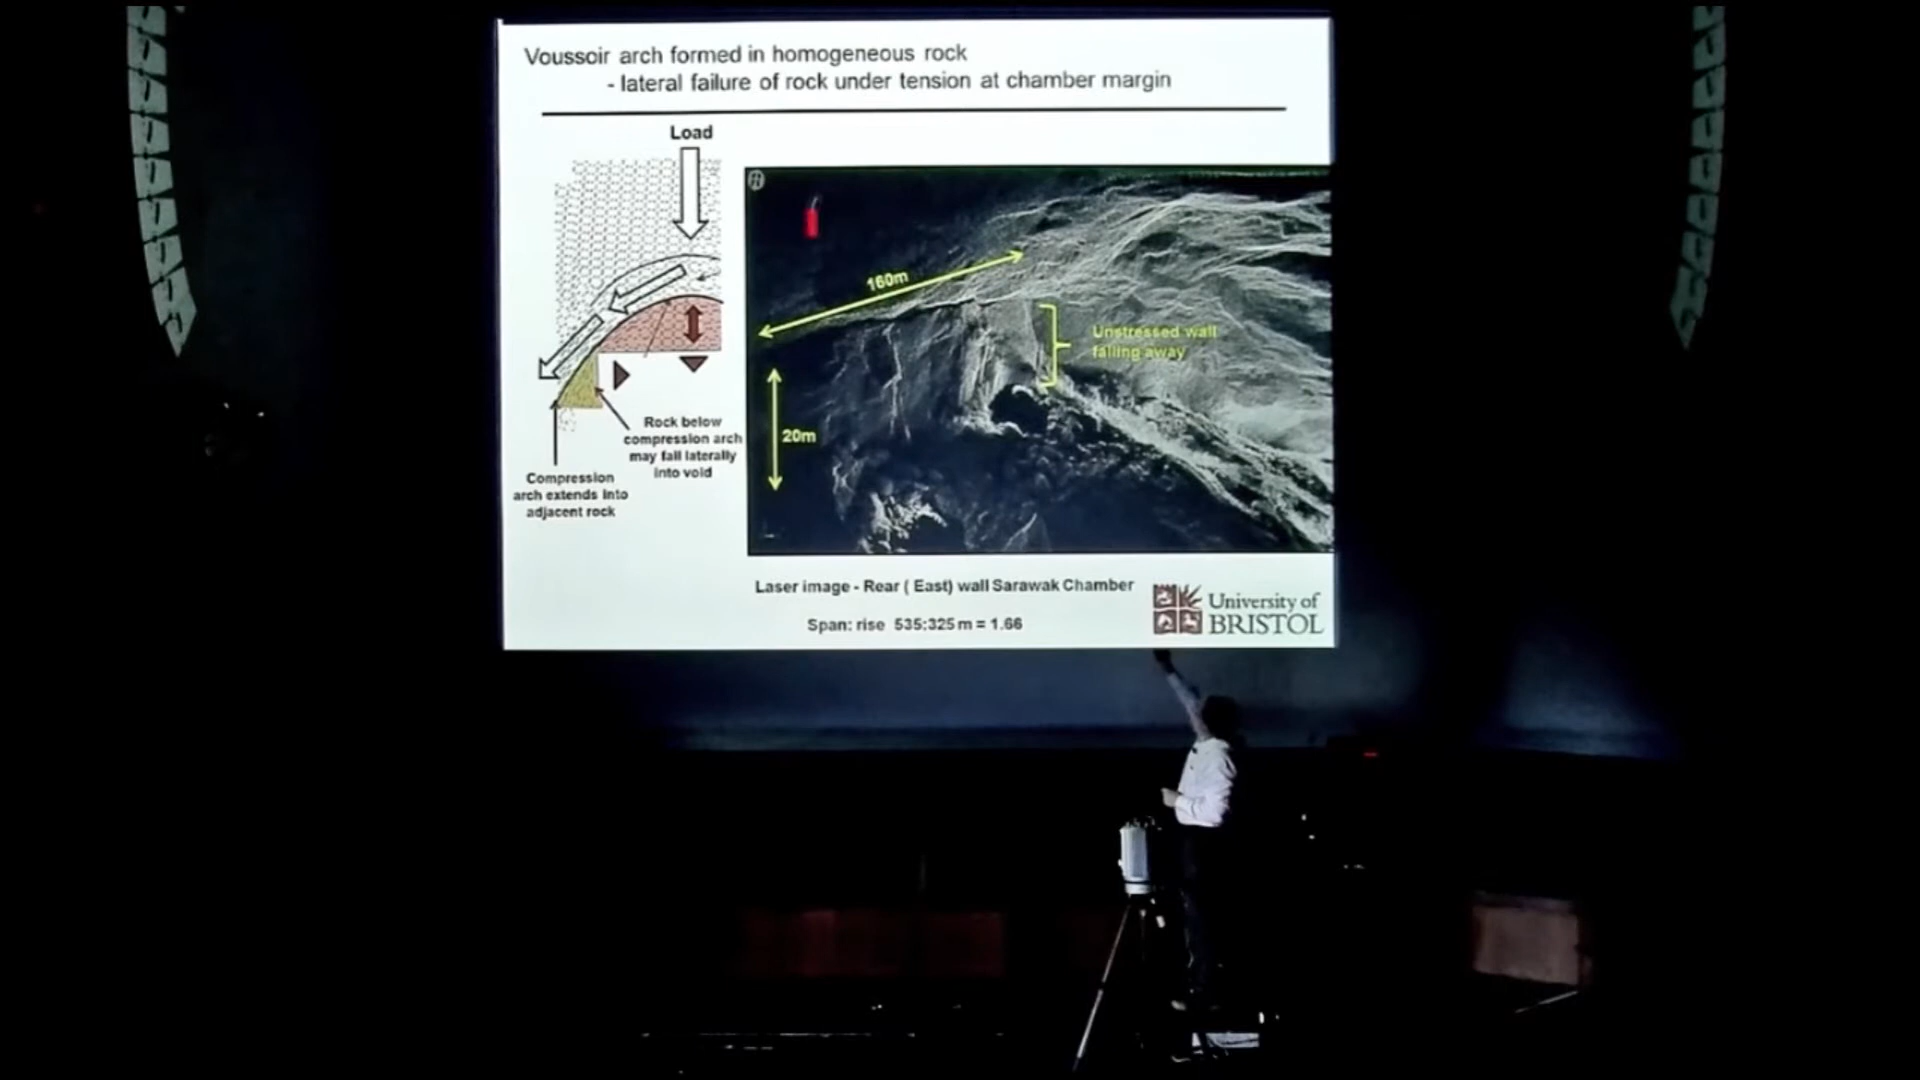 Voussoir arch formed in homogeneous rock
- lateral failure of rock under tension at chamber margin
Load
160m
Unstressed wall
falling away
20m
Rock below
compression arch
may fall laterally
into void
Compression
arch extends into
adjacent rock
Laser image - Rear ( East) wall Sarawak Chamber
Span: rise 535:325 m = 1.66
University of
BRISTOL